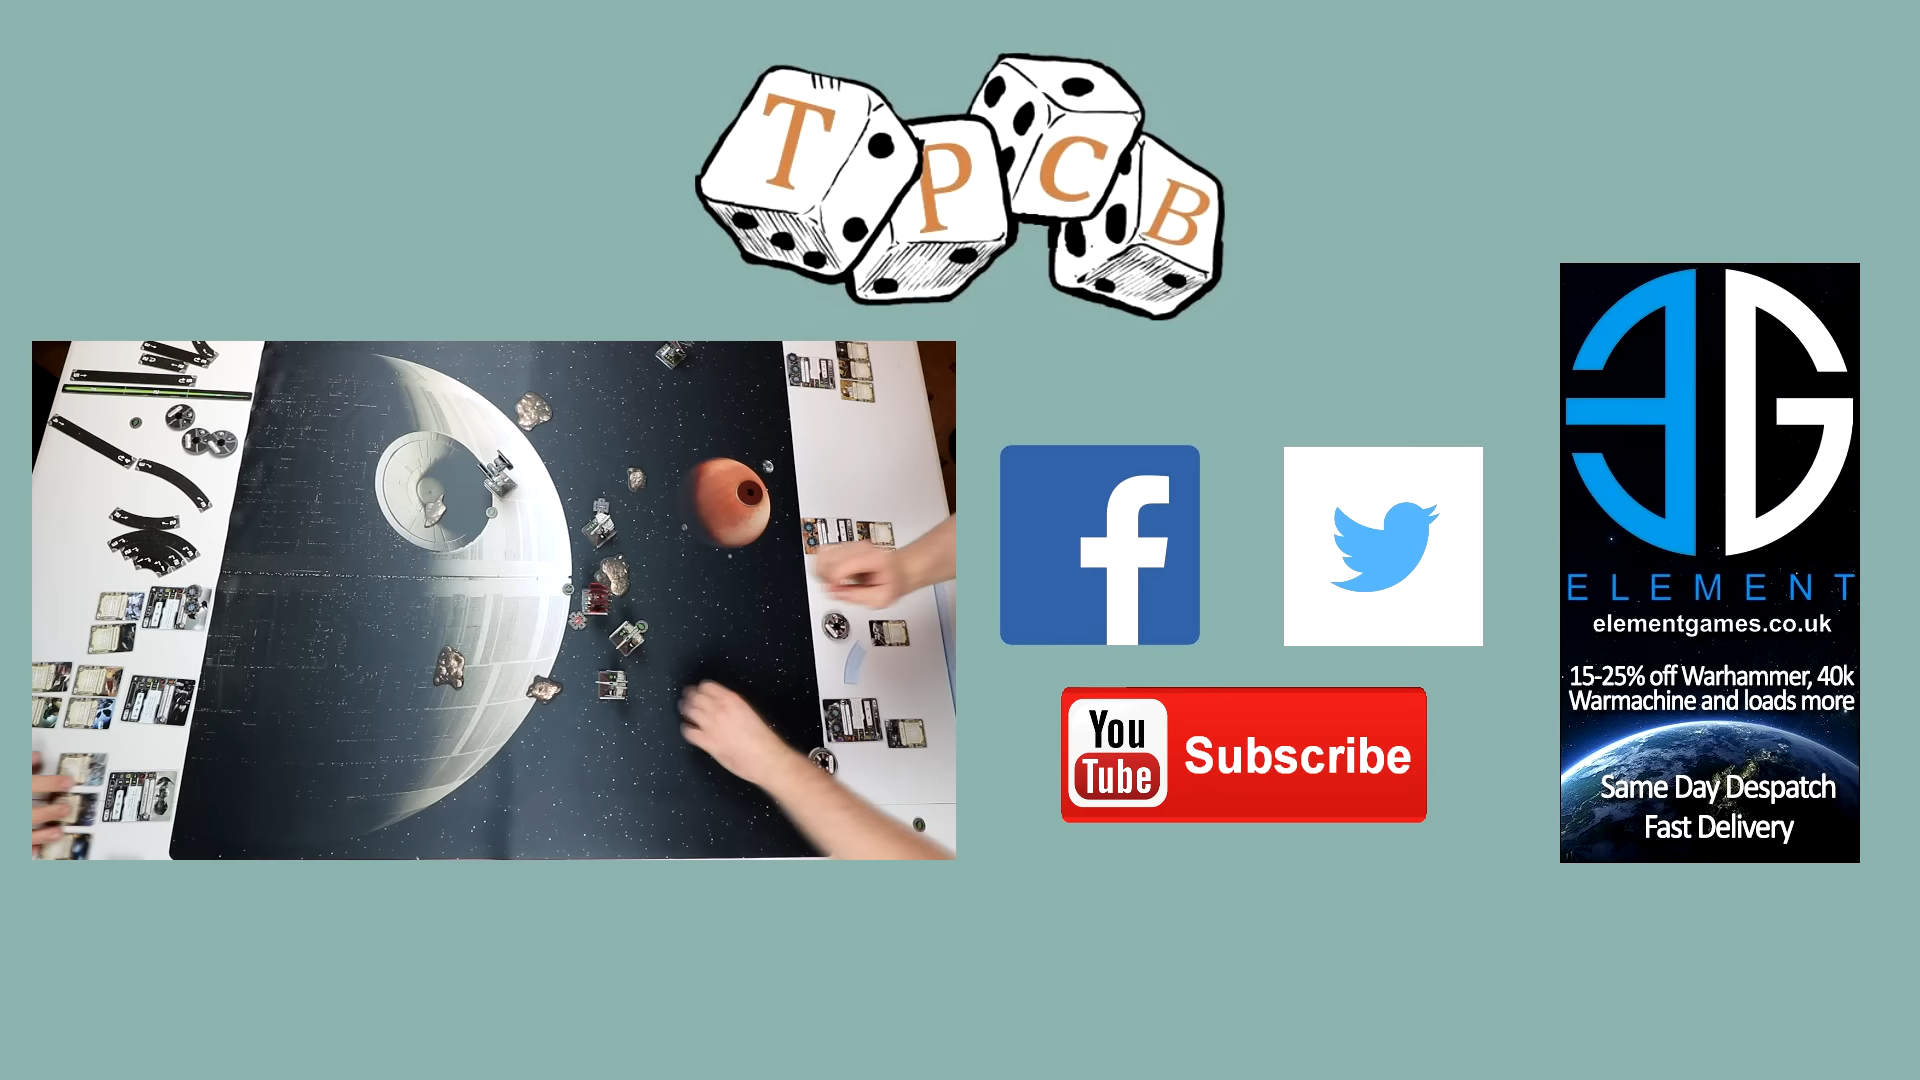 T P C B
You
Tube
Subscribe
ELEMENT
elementgames.co.uk
15-25% off Warhammer, 40k
Warmachine and loads more
Same Day Despatch
Fast Delivery